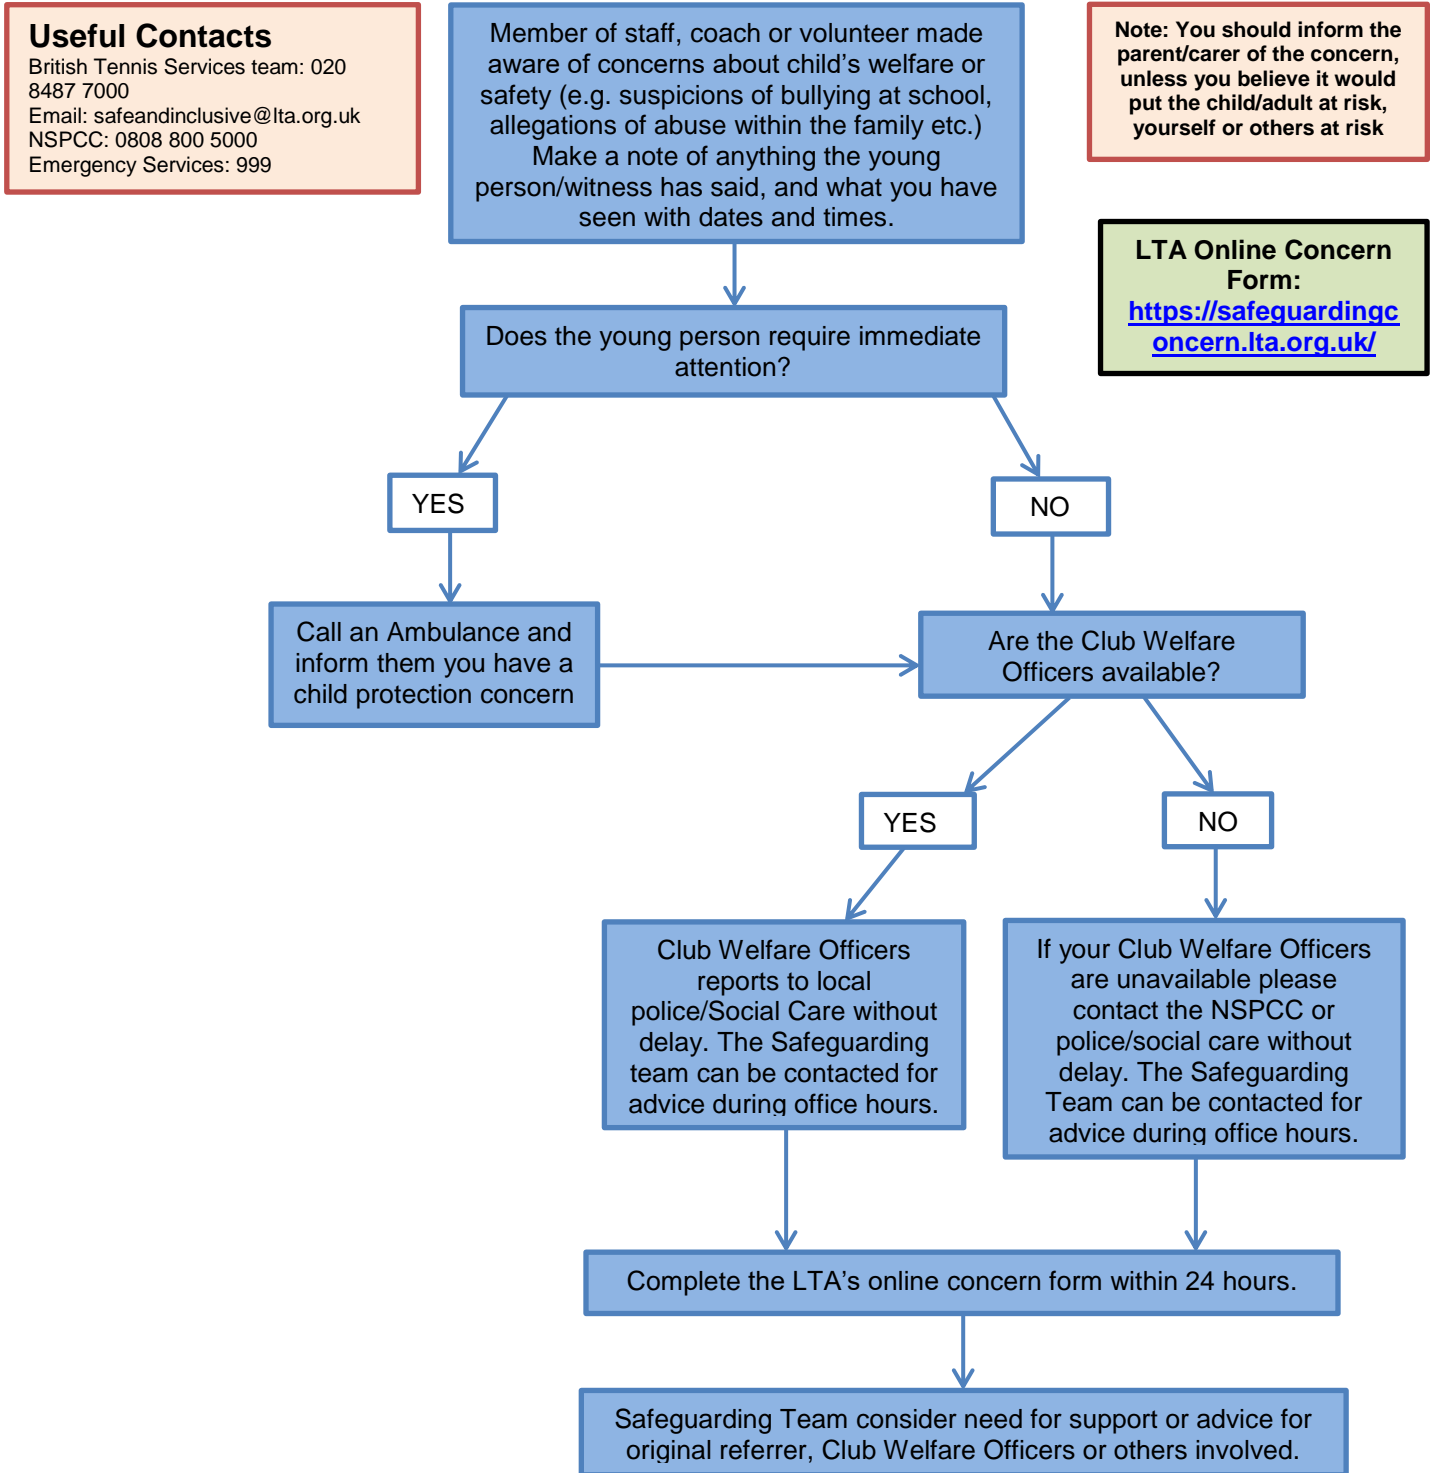 Useful Contacts
British Tennis Services team: 020
8487 7000
Email: safeandinclusive@lta.org.uk
NSPCC: 0808 800 5000
Emergency Services: 999
Member of staff, coach or volunteer made
aware of concerns about child’s welfare or
safety (e.g. suspicions of bullying at school,
allegations of abuse within the family etc.)
Make a note of anything the young
person/witness has said, and what you have
seen with dates and times.
Note: You should inform the
parent/carer of the concern,
unless you believe it would
put the child/adult at risk,
yourself or others at risk
LTA Online Concern
Form:
https://safeguardingc
oncern.lta.org.uk/
Does the young person require immediate
attention?
YES
NO
Call an Ambulance and
inform them you have a
child protection concern
Are the Club Welfare
Officers available?
YES
NO
Club Welfare Officers
reports to local
police/Social Care without
delay. The Safeguarding
team can be contacted for
advice during office hours.
If your Club Welfare Officers
are unavailable please
contact the NSPCC or
police/social care without
delay. The Safeguarding
Team can be contacted for
advice during office hours.
Complete the LTA’s online concern form within 24 hours.
Safeguarding Team consider need for support or advice for
original referrer, Club Welfare Officers or others involved.